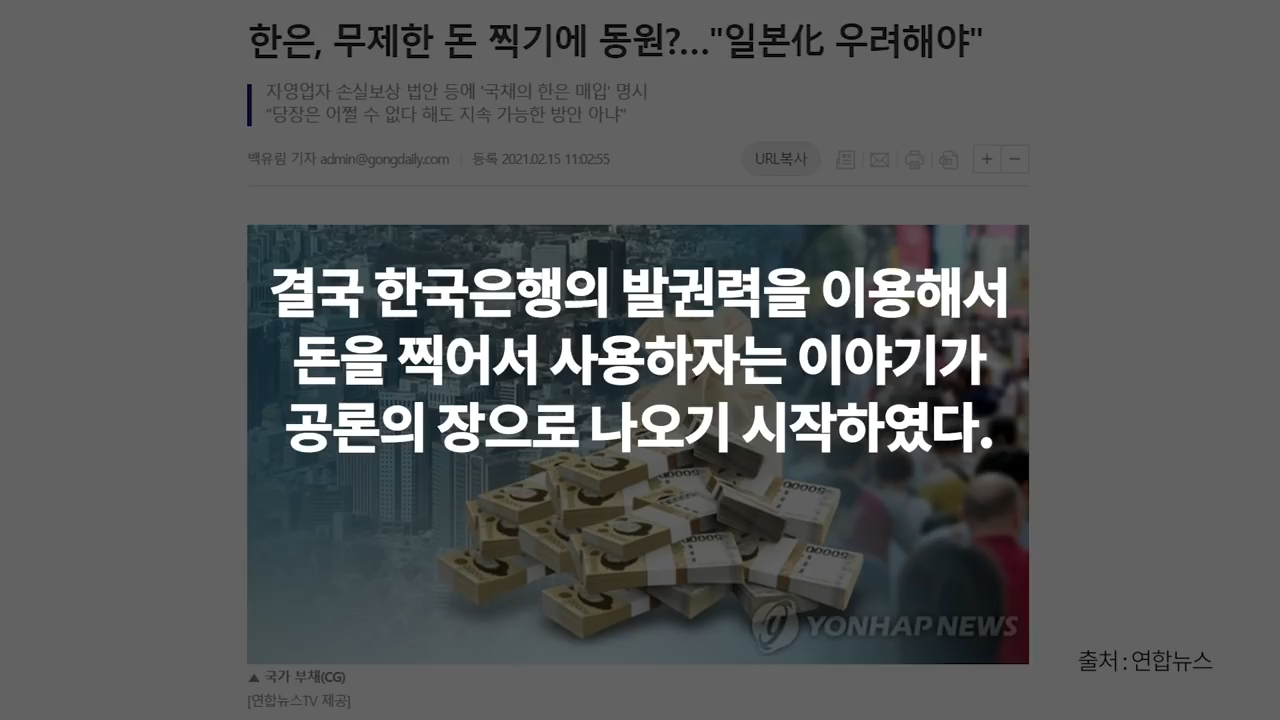 한은, 무제한 돈 찍기에 동원?…"일본化 우려해야"
자영업자 손실보상 법안 등에 '국채의 한은 매입' 명시
"당장은 어쩔 수 없다 해도 지속 가능한 방안 아냐"
백유림 기자 admin@gongdaily.com | 등록 2021.02.15 11:02:55
URL복사
+ −
결국 한국은행의 발권력을 이용해서
돈을 찍어서 사용하자는 이야기가
공론의 장으로 나오기 시작하였다.
50000
50000
50000
YONHAP NEWS
출처 : 연합뉴스
▲ 국가 부채(CG)
[연합뉴스TV 제공]